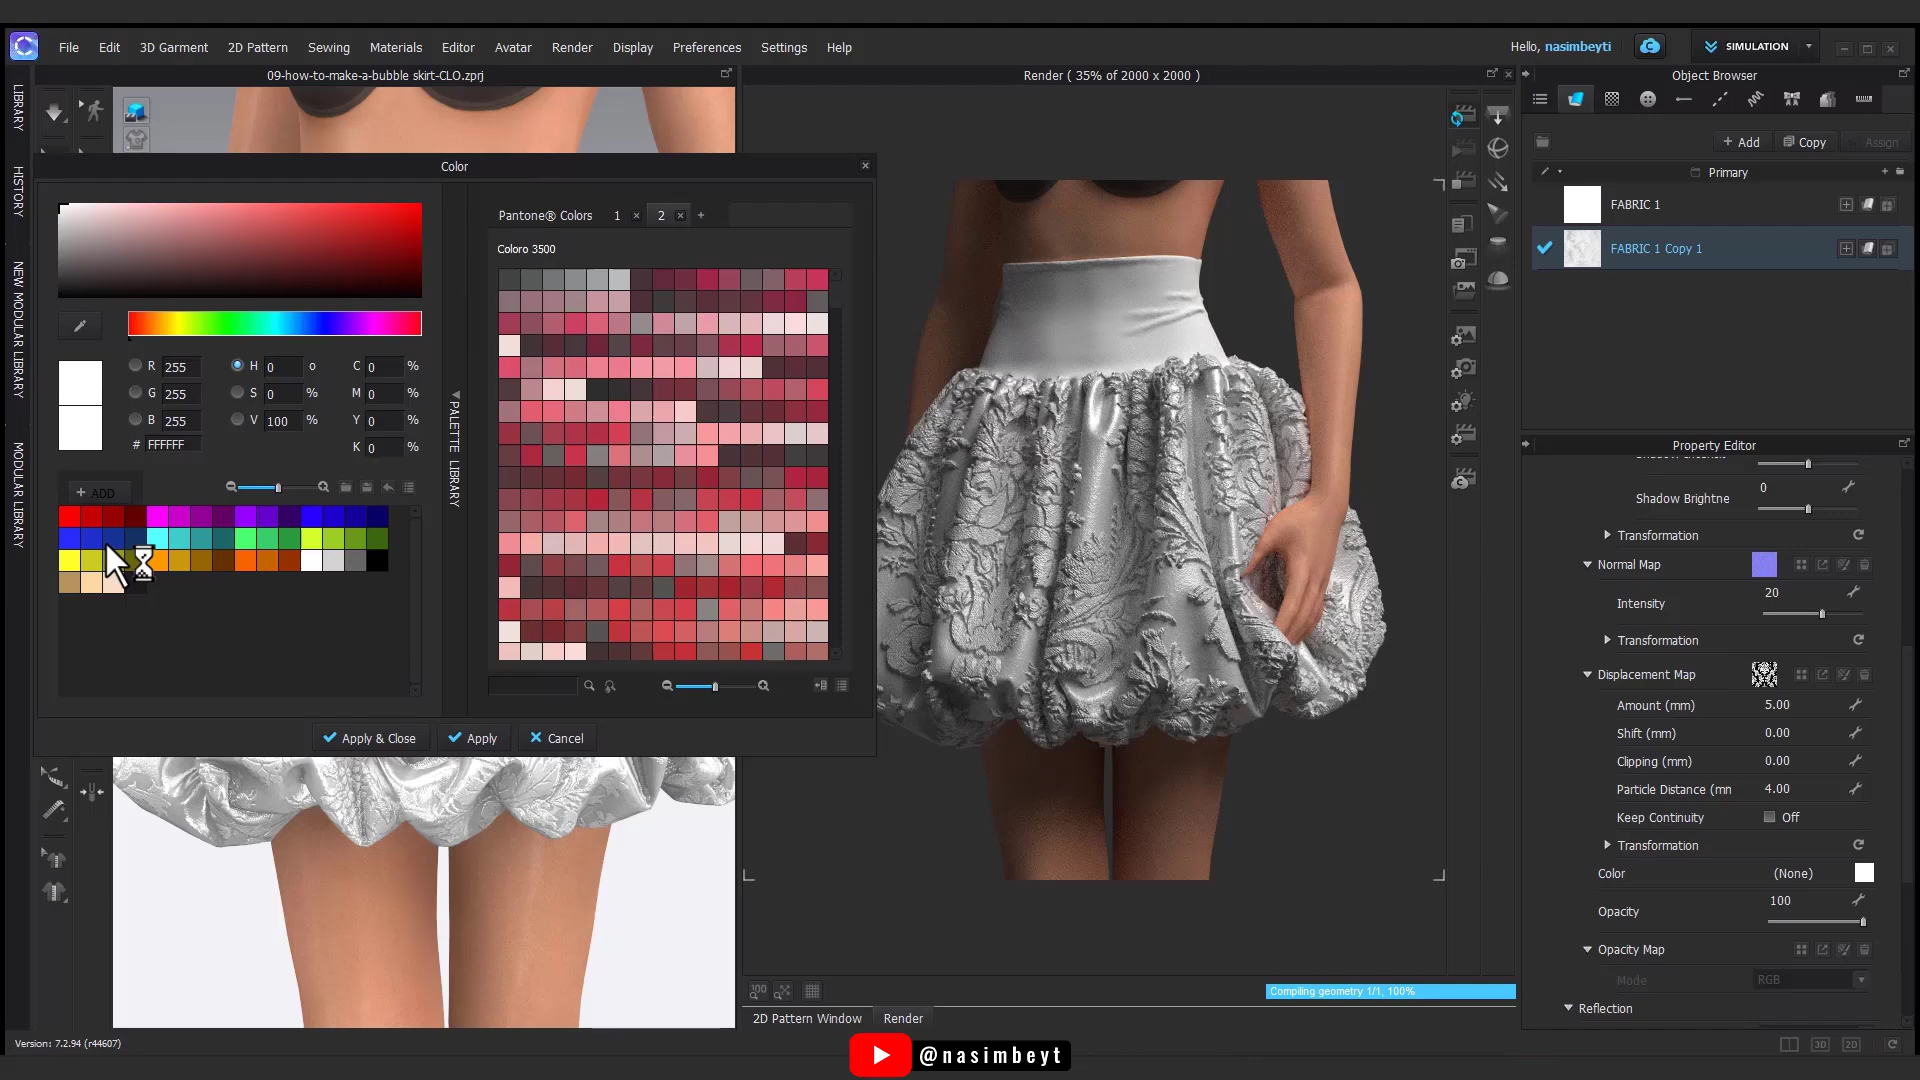 File Edit 3D Garment 2D Pattern Sewing Materials Editor Avatar Render Display Preferences Settings Help
Hello, nasimbeyti
SIMULATION
09-how-to-make-a-bubble skirt-CLO.zprj
Render ( 35% of 2000 x 2000 )
Object Browser
LIBRARY
HISTORY
NEW MODULAR LIBRARY
MODULAR LIBRARY
Color
Pantone® Colors 1 2 +
Coloro 3500
R 255 H 0 o C 0 %
G 255 S 0 % M 0 %
B 255 V 100 % Y 0 %
# FFFFFF K 0 %
+ ADD
PALETTE LIBRARY
Apply & Close Apply Cancel
+ Add Copy Assign
Primary
FABRIC 1
FABRIC 1 Copy 1
Property Editor
Shadow Brightne 0
Transformation
Normal Map
Intensity 20
Transformation
Displacement Map
Amount (mm) 5.00
Shift (mm) 0.00
Clipping (mm) 0.00
Particle Distance (mn 4.00
Keep Continuity Off
Transformation
Color (None)
Opacity 100
Opacity Map
Mode RGB
Reflection
100
Compiling geometry 1/1, 100%
2D Pattern Window Render
Version: 7.2.94 (r44607)
@nasimbeyt
3D 2D